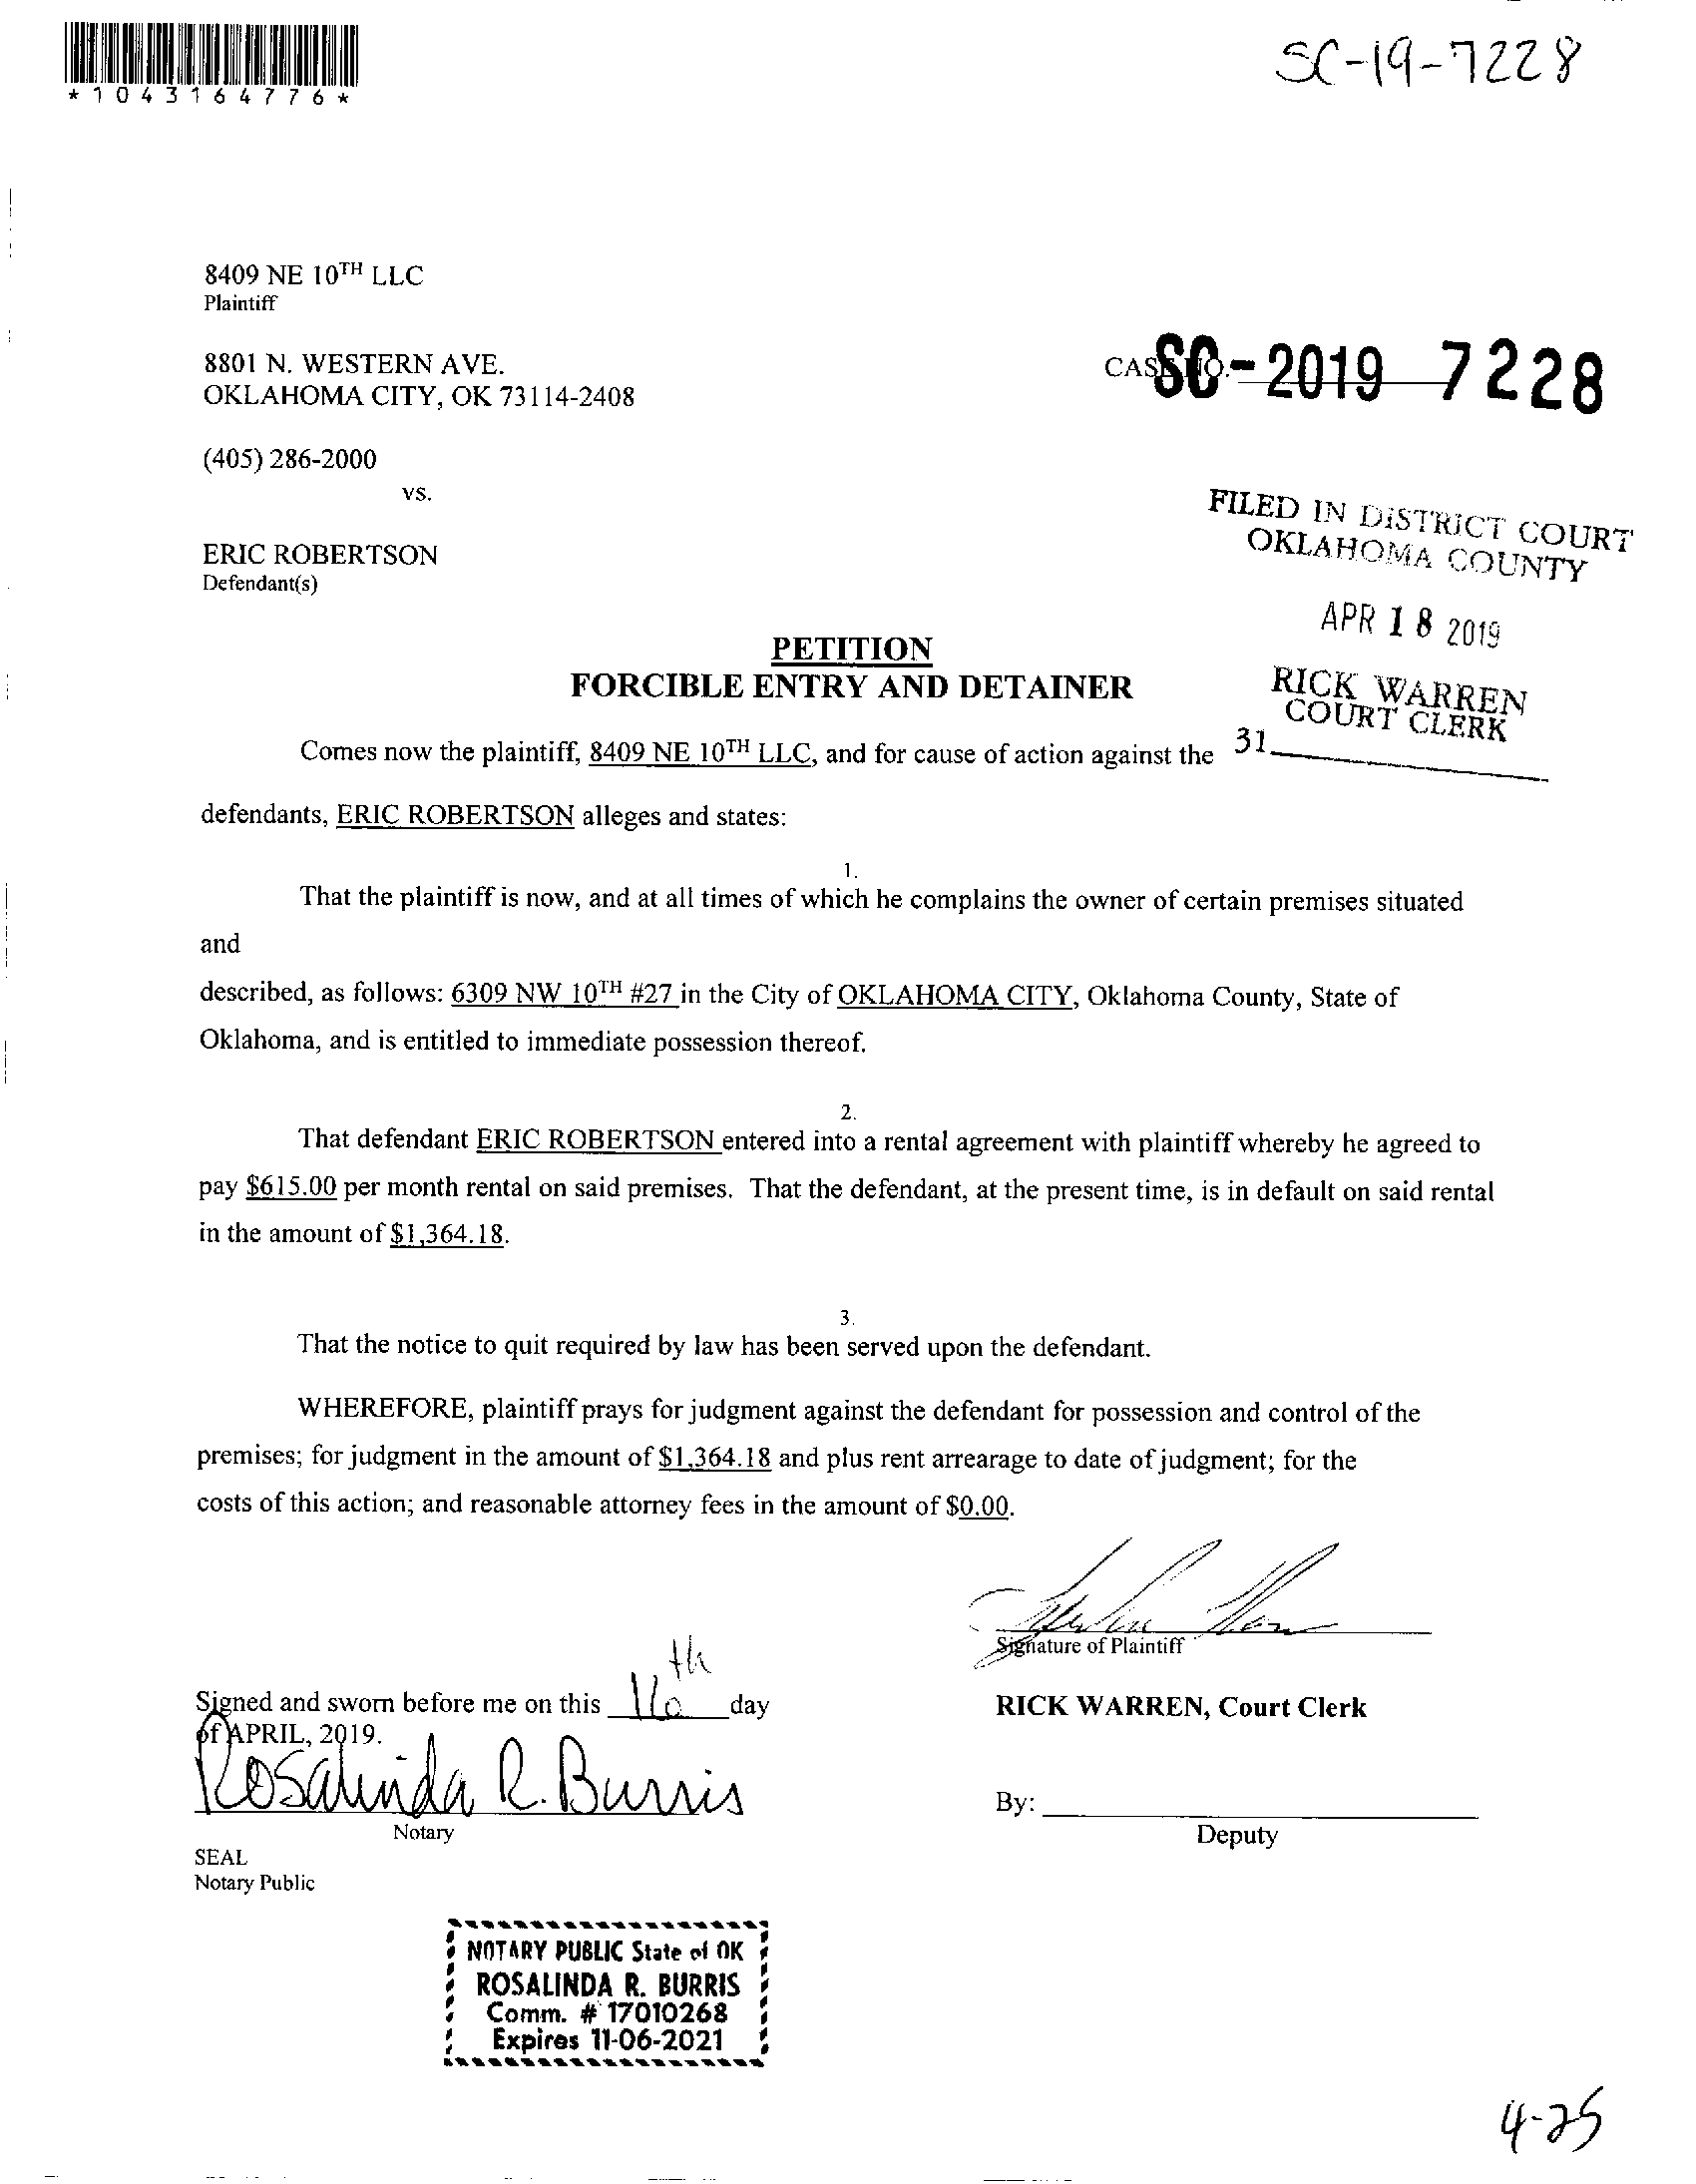 *1043164776*
SC-19-7228
8409 NE 10TH LLC
Plaintiff
8801 N. WESTERN AVE.
OKLAHOMA CITY, OK 73114-2408
CASE NO.
SC-2019 7228
(405) 286-2000
vs.
ERIC ROBERTSON
Defendant(s)
FILED IN DISTRICT COURT
OKLAHOMA COUNTY
APR 18 2019
RICK WARREN
COURT CLERK
31
PETITION
FORCIBLE ENTRY AND DETAINER
Comes now the plaintiff, 8409 NE 10TH LLC, and for cause of action against the
defendants, ERIC ROBERTSON alleges and states:
1.
That the plaintiff is now, and at all times of which he complains the owner of certain premises situated
and
described, as follows: 6309 NW 10TH #27 in the City of OKLAHOMA CITY, Oklahoma County, State of
Oklahoma, and is entitled to immediate possession thereof.
2.
That defendant ERIC ROBERTSON entered into a rental agreement with plaintiff whereby he agreed to
pay $615.00 per month rental on said premises. That the defendant, at the present time, is in default on said rental
in the amount of $1,364.18.
3.
That the notice to quit required by law has been served upon the defendant.
WHEREFORE, plaintiff prays for judgment against the defendant for possession and control of the
premises; for judgment in the amount of $1,364.18 and plus rent arrearage to date of judgment; for the
costs of this action; and reasonable attorney fees in the amount of $0.00.
Signature of Plaintiff
Signed and sworn before me on this 16th day
of APRIL, 2019.
Rosalinda R. Burris
Notary
SEAL
Notary Public
RICK WARREN, Court Clerk
By:
Deputy
NOTARY PUBLIC State of OK
ROSALINDA R. BURRIS
Comm. # 17010268
Expires 11-06-2021
4-25